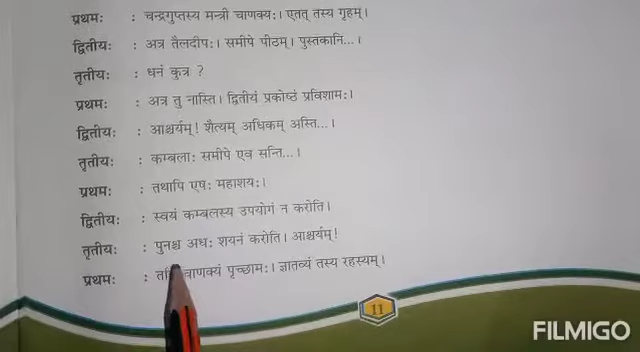 प्रथमः : चन्द्रगुप्तस्य मन्त्री चाणक्यः। एतत् तस्य गृहम्।
द्वितीयः : अत्र तैलदीपः। समीपे पीठम्। पुस्तकानि...।
तृतीयः : धनं कुत्र ?
प्रथमः : अत्र तु नास्ति। द्वितीयं प्रकोष्ठं प्रविशामः।
द्वितीयः : आश्चर्यम्! शैत्यम् अधिकम् अस्ति...।
तृतीयः : कम्बलाः समीपे एव सन्ति...।
प्रथमः : तथापि एषः महाशयः।
द्वितीयः : स्वयं कम्बलस्य उपयोगं न करोति।
तृतीयः : पुनश्च अधः शयनं करोति। आश्चर्यम्!
प्रथमः : चाणक्यं पृच्छामः। ज्ञातव्यं तस्य रहस्यम्।
11
FILMIGO